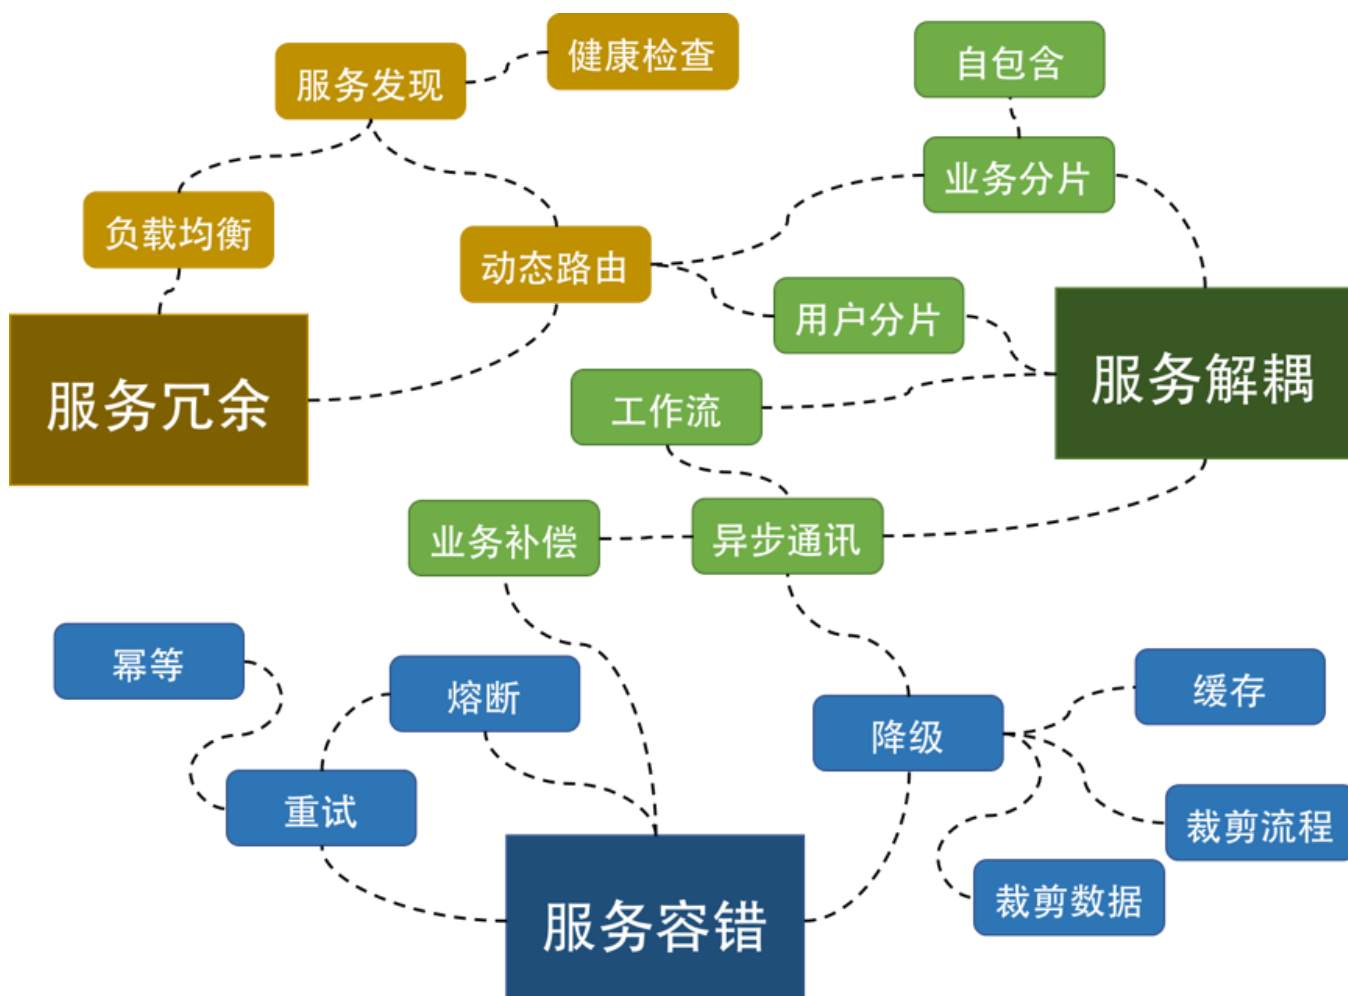 健康检查
自包含
服务发现
业务分片
负载均衡
动态路由
用户分片
服务解耦
服务冗余
工作流
业务补偿
异步通讯
幂等
熔断
缓存
降级
重试
裁剪流程
裁剪数据
服务容错